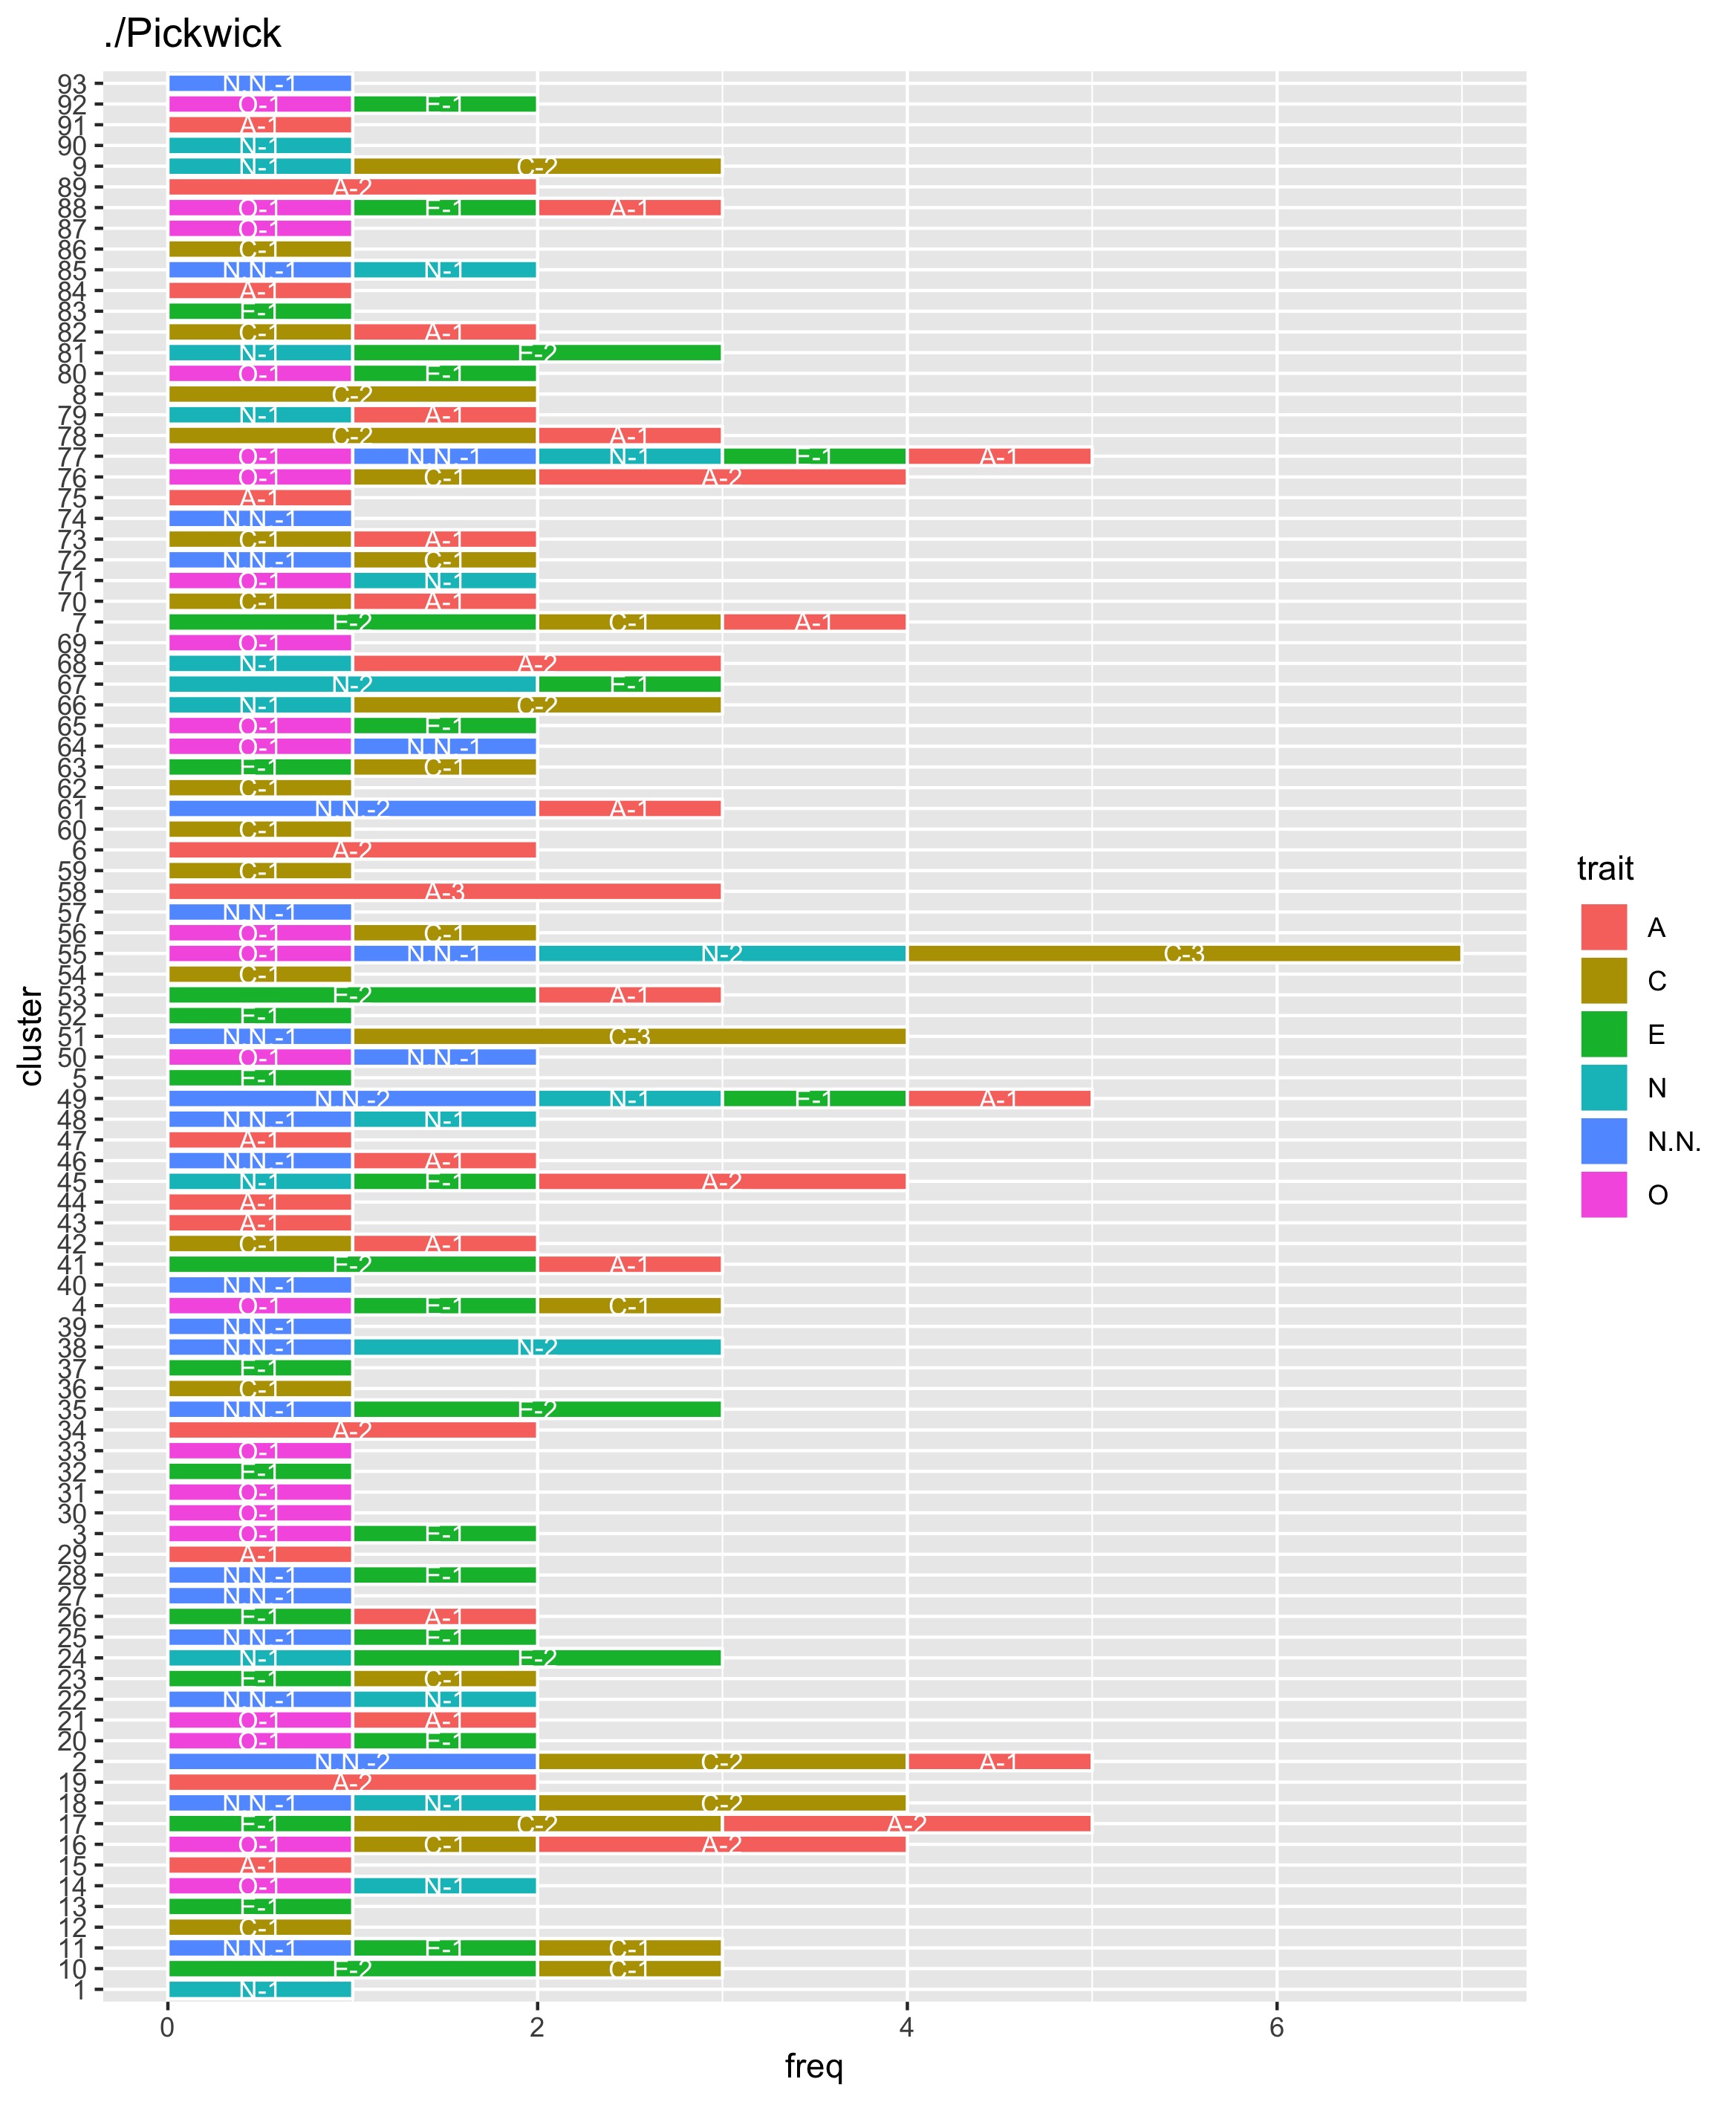 ./Pickwick
93 N.N.-1
92 O-1 E-1
91 A-1
90 N-1
9 N-1 C-2
89 A-2
88 O-1 E-1 A-1
87 O-1
86 C-1
85 N.N.-1 N-1
84 A-1
83 E-1
82 C-1 A-1
81 N-1 E-2
80 O-1 E-1
8 C-2
79 N-1 A-1
78 C-2 A-1
77 O-1 N.N.-1 N-1 E-1 A-1
76 O-1 C-1 A-2
75 A-1
74 N.N.-1
73 C-1 A-1
72 N.N.-1 C-1
71 O-1 N-1
70 C-1 A-1
7 E-2 C-1 A-1
69 O-1
68 N-1 A-2
67 N-2 E-1
66 N-1 C-2
65 O-1 E-1
64 O-1 N.N.-1
63 E-1 C-1
62 C-1
61 N.N.-2 A-1
60 C-1
6 A-2
59 C-1
58 A-3
57 N.N.-1
56 O-1 C-1
55 O-1 N.N.-1 N-2 C-3
54 C-1
53 E-2 A-1
52 E-1
51 N.N.-1 C-3
50 O-1 N.N.-1
5 E-1
49 N.N.-2 N-1 E-1 A-1
48 N.N.-1 N-1
47 A-1
46 N.N.-1 A-1
45 N-1 E-1 A-2
44 A-1
43 A-1
42 C-1 A-1
41 E-2 A-1
40 N.N.-1
4 O-1 E-1 C-1
39 N.N.-1
38 N.N.-1 N-2
37 E-1
36 C-1
35 N.N.-1 E-2
34 A-2
33 O-1
32 E-1
31 O-1
30 O-1
3 O-1 E-1
29 A-1
28 N.N.-1 E-1
27 N.N.-1
26 E-1 A-1
25 N.N.-1 E-1
24 N-1 E-2
23 E-1 C-1
22 N.N.-1 N-1
21 O-1 A-1
20 O-1 E-1
2 N.N.-2 C-2 A-1
19 A-2
18 N.N.-1 N-1 C-2
17 E-1 C-2 A-2
16 O-1 C-1 A-2
15 A-1
14 O-1 N-1
13 E-1
12 C-1
11 N.N.-1 E-1 C-1
10 E-2 C-1
1 N-1
0 2 4 6
freq
cluster
trait
A
C
E
N
N.N.
O